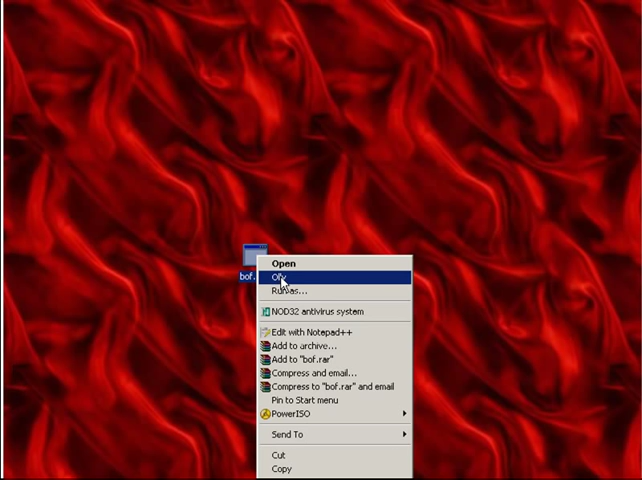 bof.
Open
Run as...
NOD32 antivirus system
Edit with Notepad++
Add to archive...
Add to "bof.rar"
Compress and email...
Compress to "bof.rar" and email
Pin to Start menu
PowerISO
Send To
Cut
Copy